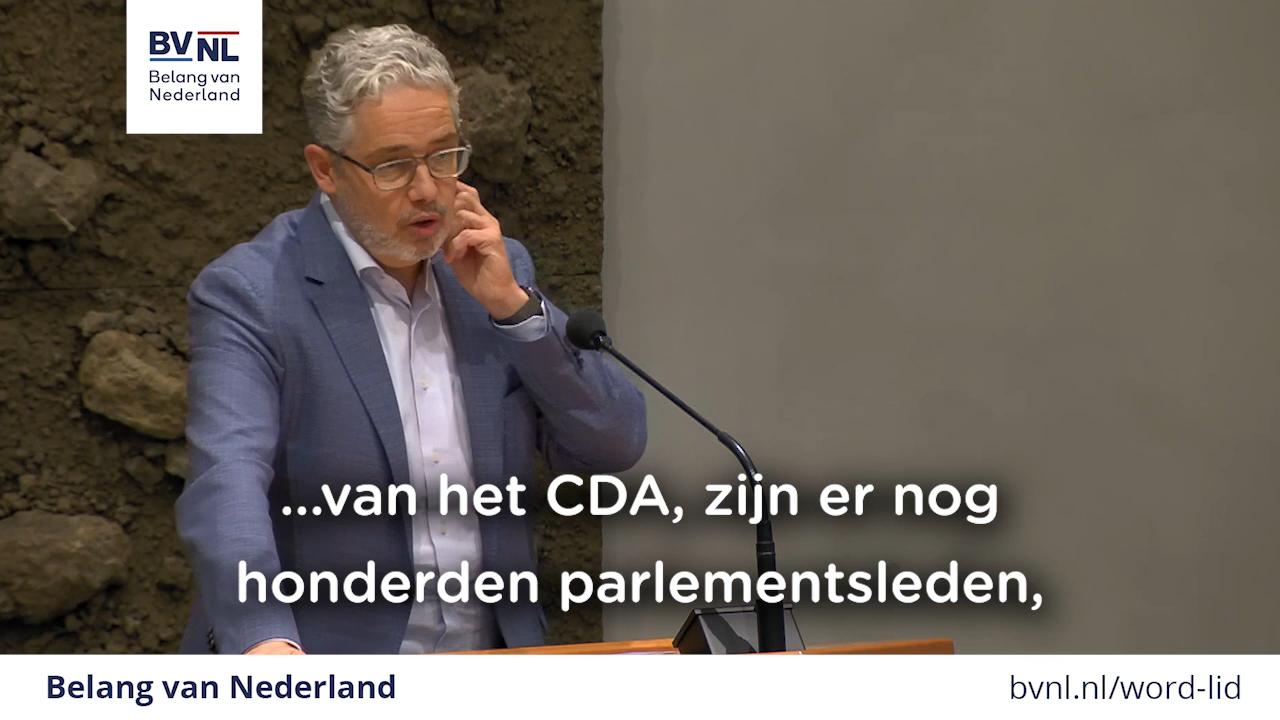 BVNL
Belang van
Nederland
...van het CDA, zijn er nog
honderden parlementsleden,
Belang van Nederland
bvnl.nl/word-lid